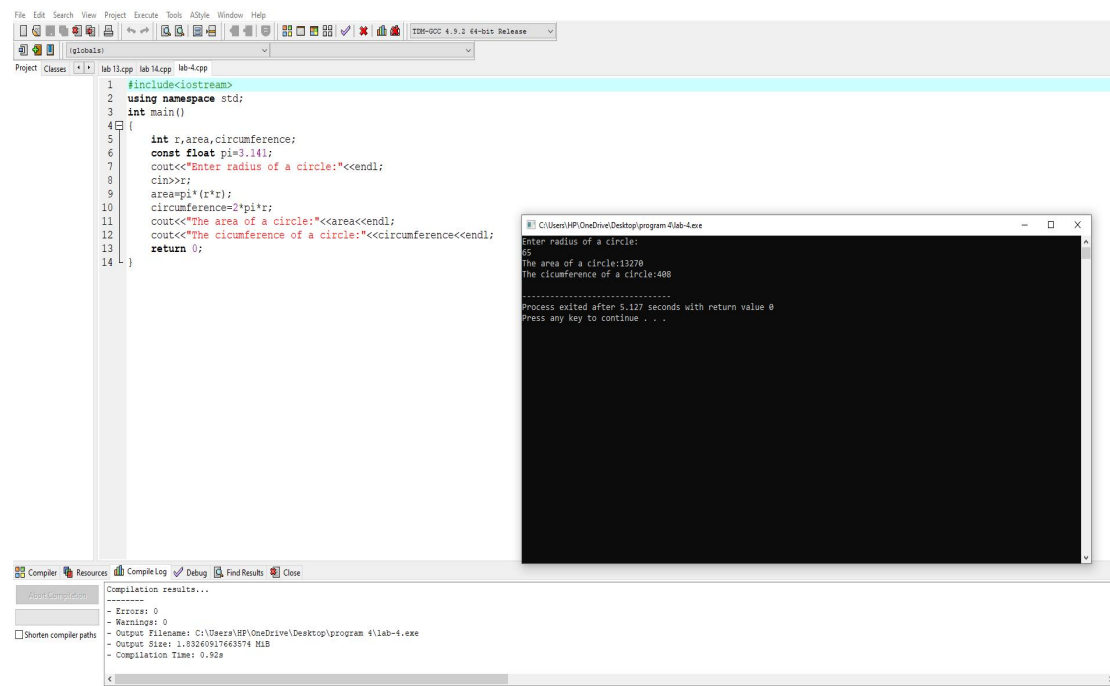 File Edit Search View Project Execute Tools AStyle Window Help
TDM-GCC 4.9.2 64-bit Release
(globals)
Project Classes lab 13.cpp lab 14.cpp lab-4.cpp
1 #include<iostream>
2 using namespace std;
3 int main()
4 {
5 int r,area,circumference;
6 const float pi=3.141;
7 cout<<"Enter radius of a circle:"<<endl;
8 cin>>r;
9 area=pi*(r*r);
10 circumference=2*pi*r;
11 cout<<"The area of a circle:"<<area<<endl;
12 cout<<"The cicumference of a circle:"<<circumference<<endl;
13 return 0;
14 }
C:\Users\HP\OneDrive\Desktop\program 4\lab-4.exe
Enter radius of a circle:
65
The area of a circle:13270
The cicumference of a circle:408
--------------------------------
Process exited after 5.127 seconds with return value 0
Press any key to continue . . .
Compiler Resources Compile Log Debug Find Results Close
Abort Compilation
Shorten compiler paths
Compilation results...
--------
- Errors: 0
- Warnings: 0
- Output Filename: C:\Users\HP\OneDrive\Desktop\program 4\lab-4.exe
- Output Size: 1.83260917663574 MiB
- Compilation Time: 0.92s